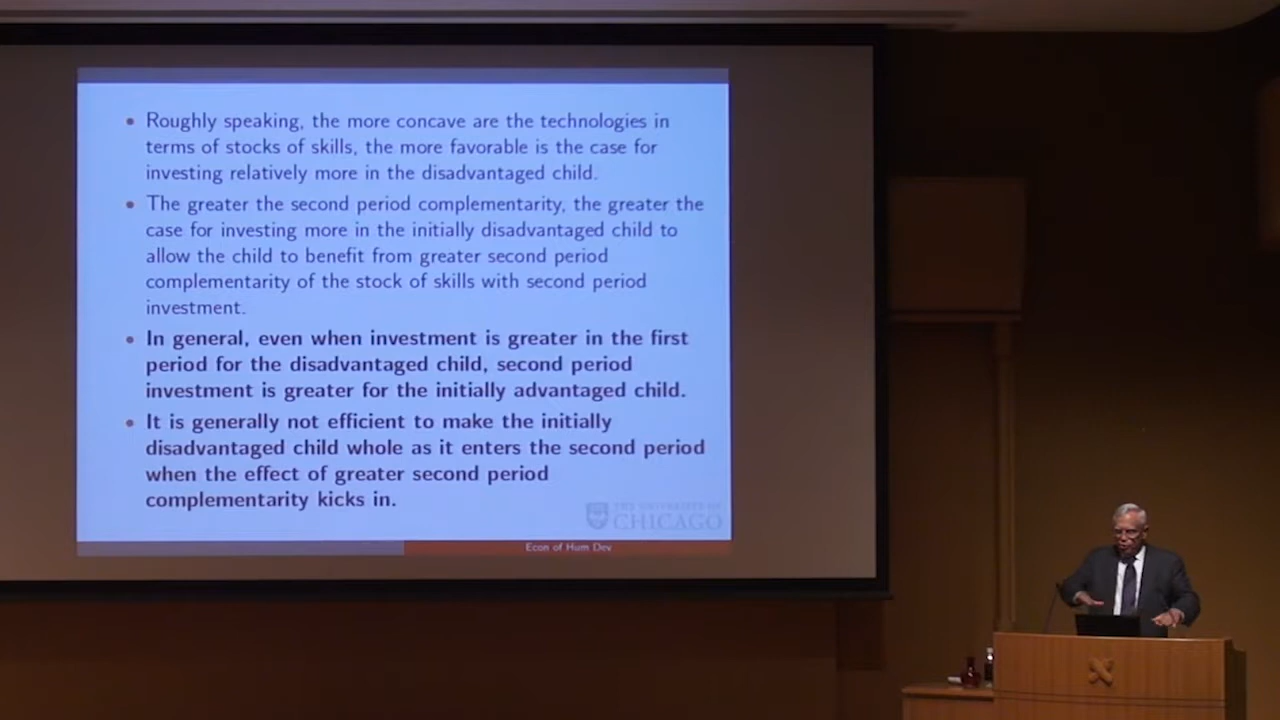 • Roughly speaking, the more concave are the technologies in
terms of stocks of skills, the more favorable is the case for
investing relatively more in the disadvantaged child.
• The greater the second period complementarity, the greater the
case for investing more in the initially disadvantaged child to
allow the child to benefit from greater second period
complementarity of the stock of skills with second period
investment.
• In general, even when investment is greater in the first
period for the disadvantaged child, second period
investment is greater for the initially advantaged child.
• It is generally not efficient to make the initially
disadvantaged child whole as it enters the second period
when the effect of greater second period
complementarity kicks in.
THE UNIVERSITY OF
CHICAGO
Econ of Hum Dev